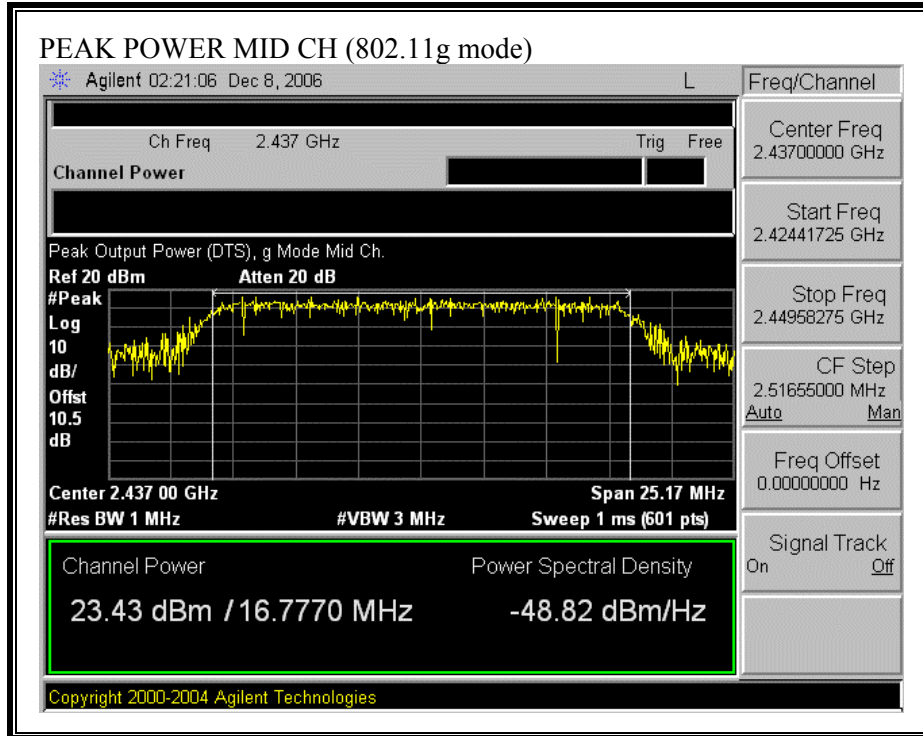 PEAK POWER MID CH (802.11g mode)
Agilent 02:21:06 Dec 8, 2006 L
Freq/Channel
Ch Freq 2.437 GHz Trig Free
Channel Power
Center Freq
2.43700000 GHz
Start Freq
2.42441725 GHz
Stop Freq
2.44958275 GHz
CF Step
2.51655000 MHz
Auto Man
Freq Offset
0.00000000 Hz
Signal Track
On Off
Peak Output Power (DTS), g Mode Mid Ch.
Ref 20 dBm Atten 20 dB
#Peak
Log
10
dB/
Offst
10.5
dB
Center 2.437 00 GHz Span 25.17 MHz
#Res BW 1 MHz #VBW 3 MHz Sweep 1 ms (601 pts)
Channel Power Power Spectral Density
23.43 dBm / 16.7770 MHz -48.82 dBm/Hz
Copyright 2000-2004 Agilent Technologies